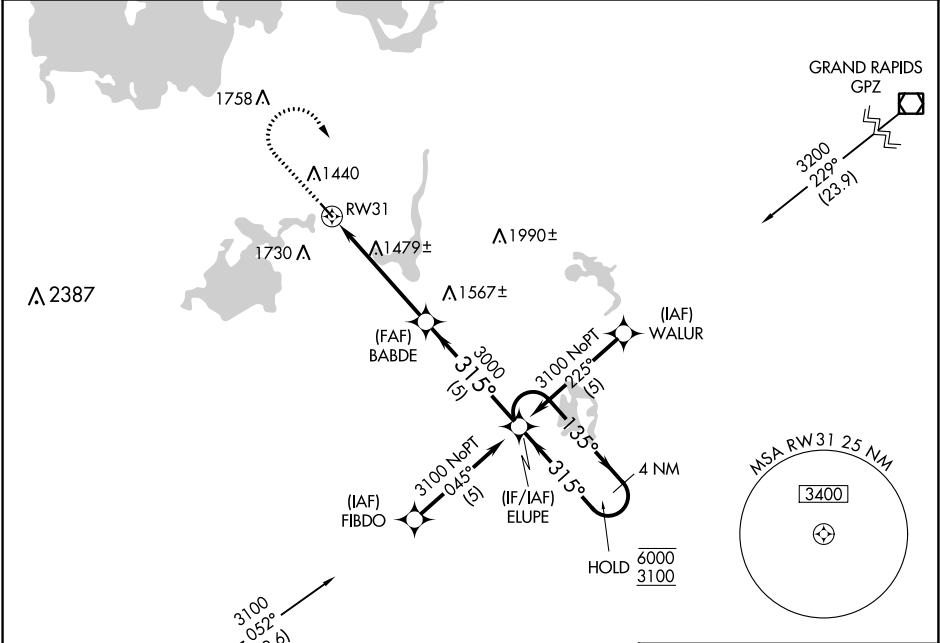 GRAND RAPIDS
GPZ
3200
229°
(23.9)
1758
1440
RW31
1479±
1730
1990±
2387
1567±
(FAF)
BABDE
(IAF)
WALUR
3000
315°
(5)
3100 NoPT
225°
(5)
135°
4 NM
315°
3100 NoPT
045°
(5)
(IF/IAF)
ELUPE
(IAF)
FIBDO
HOLD
6000
3100
MSA RW31 25 NM
3400
3100
052°